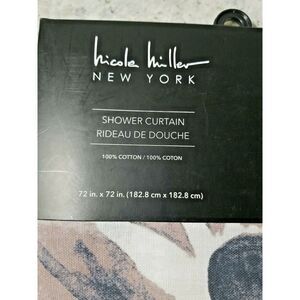 nicole miller
NEW YORK
SHOWER CURTAIN
RIDEAU DE DOUCHE
100% COTTON / 100% COTON
72 in. x 72 in. (182.8 cm x 182.8 cm)